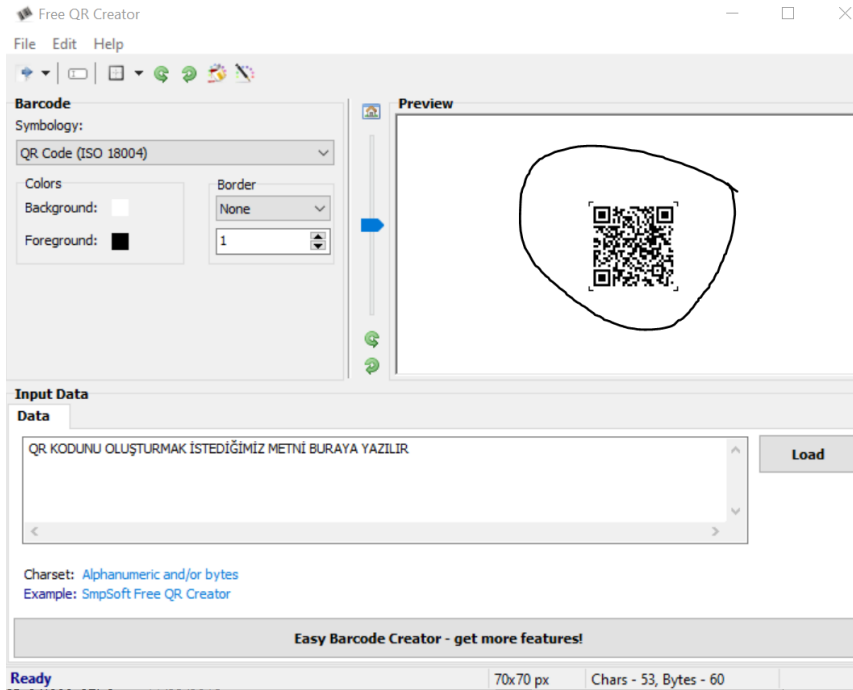 Free QR Creator
File Edit Help
Barcode
Symbology:
QR Code (ISO 18004)
Colors
Background:
Foreground:
Border
None
1
Preview
Input Data
Data
QR KODUNU OLUŞTURMAK İSTEDİĞİMİZ METNİ BURAYA YAZILIR
Load
Charset: Alphanumeric and/or bytes
Example: SmpSoft Free QR Creator
Easy Barcode Creator - get more features!
Ready
70x70 px
Chars - 53, Bytes - 60